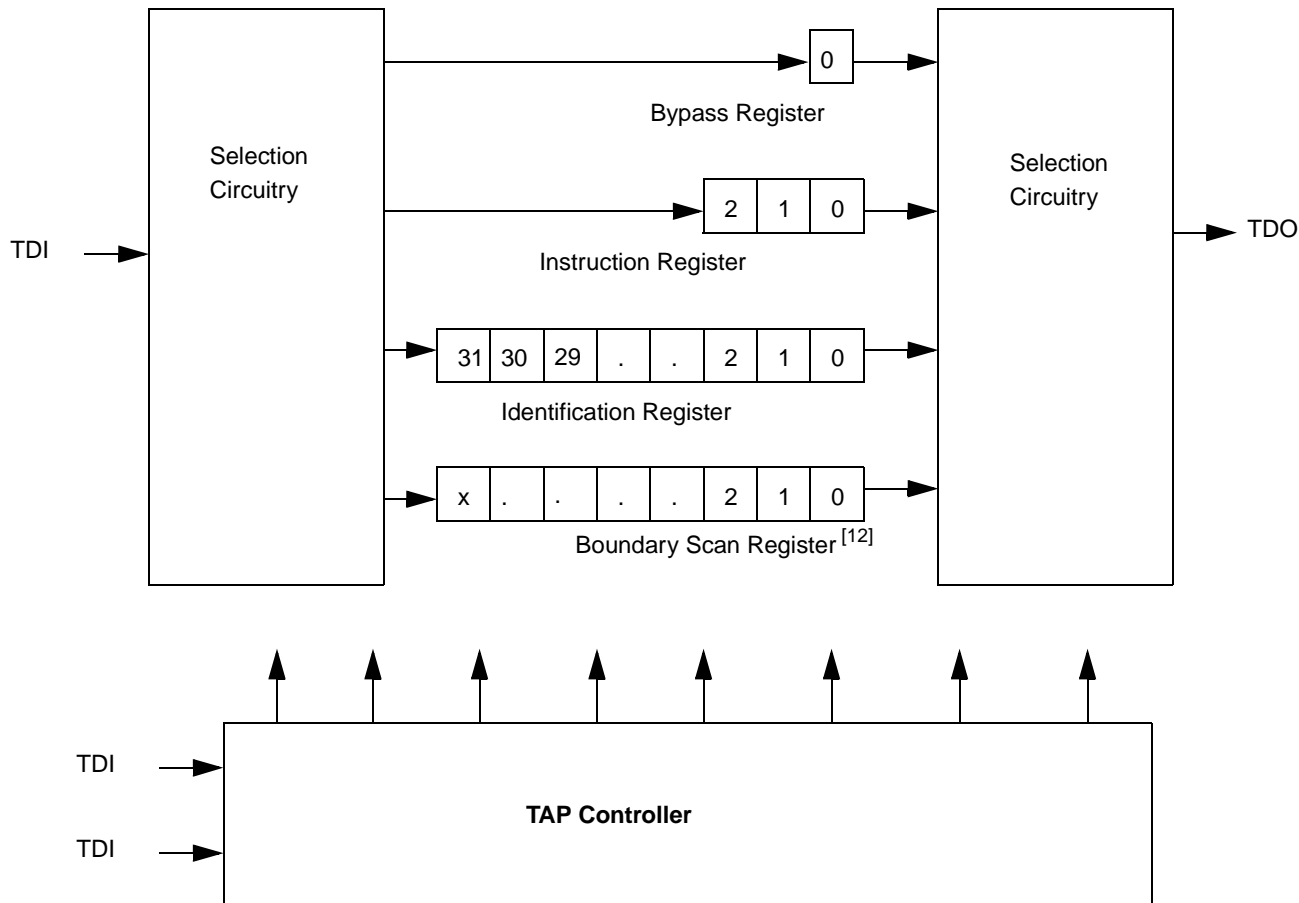 0
Bypass Register
Selection
Circuitry
Selection
Circuitry
2 1 0
TDI
TDO
Instruction Register
31 30 29 . . 2 1 0
Identification Register
x . . . . 2 1 0
Boundary Scan Register [12]
TDI
TAP Controller
TDI